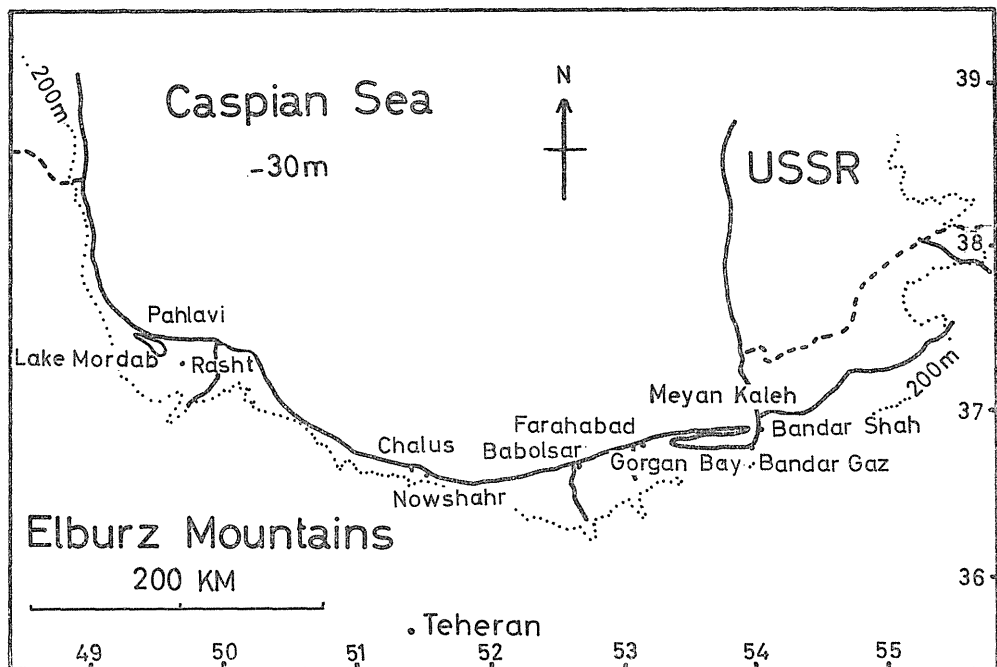 39
200m
N
Caspian Sea
-30m
USSR
38
Pahlavi
Lake Mordab
Rasht
200m
Meyan Kaleh
37
Farahabad
Bandar Shah
Chalus
Babolsar
Gorgan Bay
Bandar Gaz
Nowshahr
Elburz Mountains
200 KM
36
Teheran
49
50
51
52
53
54
55